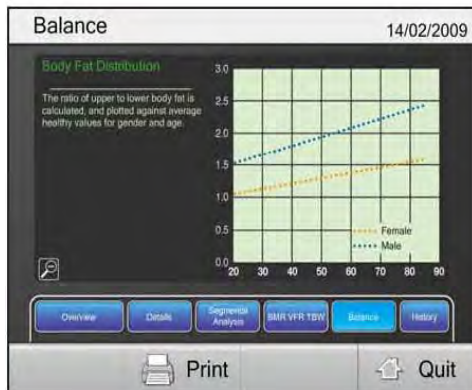 Balance
14/02/2009
Body Fat Distribution
The ratio of upper to lower body fat is
calculated, and plotted against average
healthy values for gender and age.
3.0
2.5
2.0
1.5
1.0
0.5
0.0
20 30 40 50 60 70 80 90
Female
Male
Overview
Details
Segmental
Analysis
BMR VFR TBW
Balance
History
Print
Quit